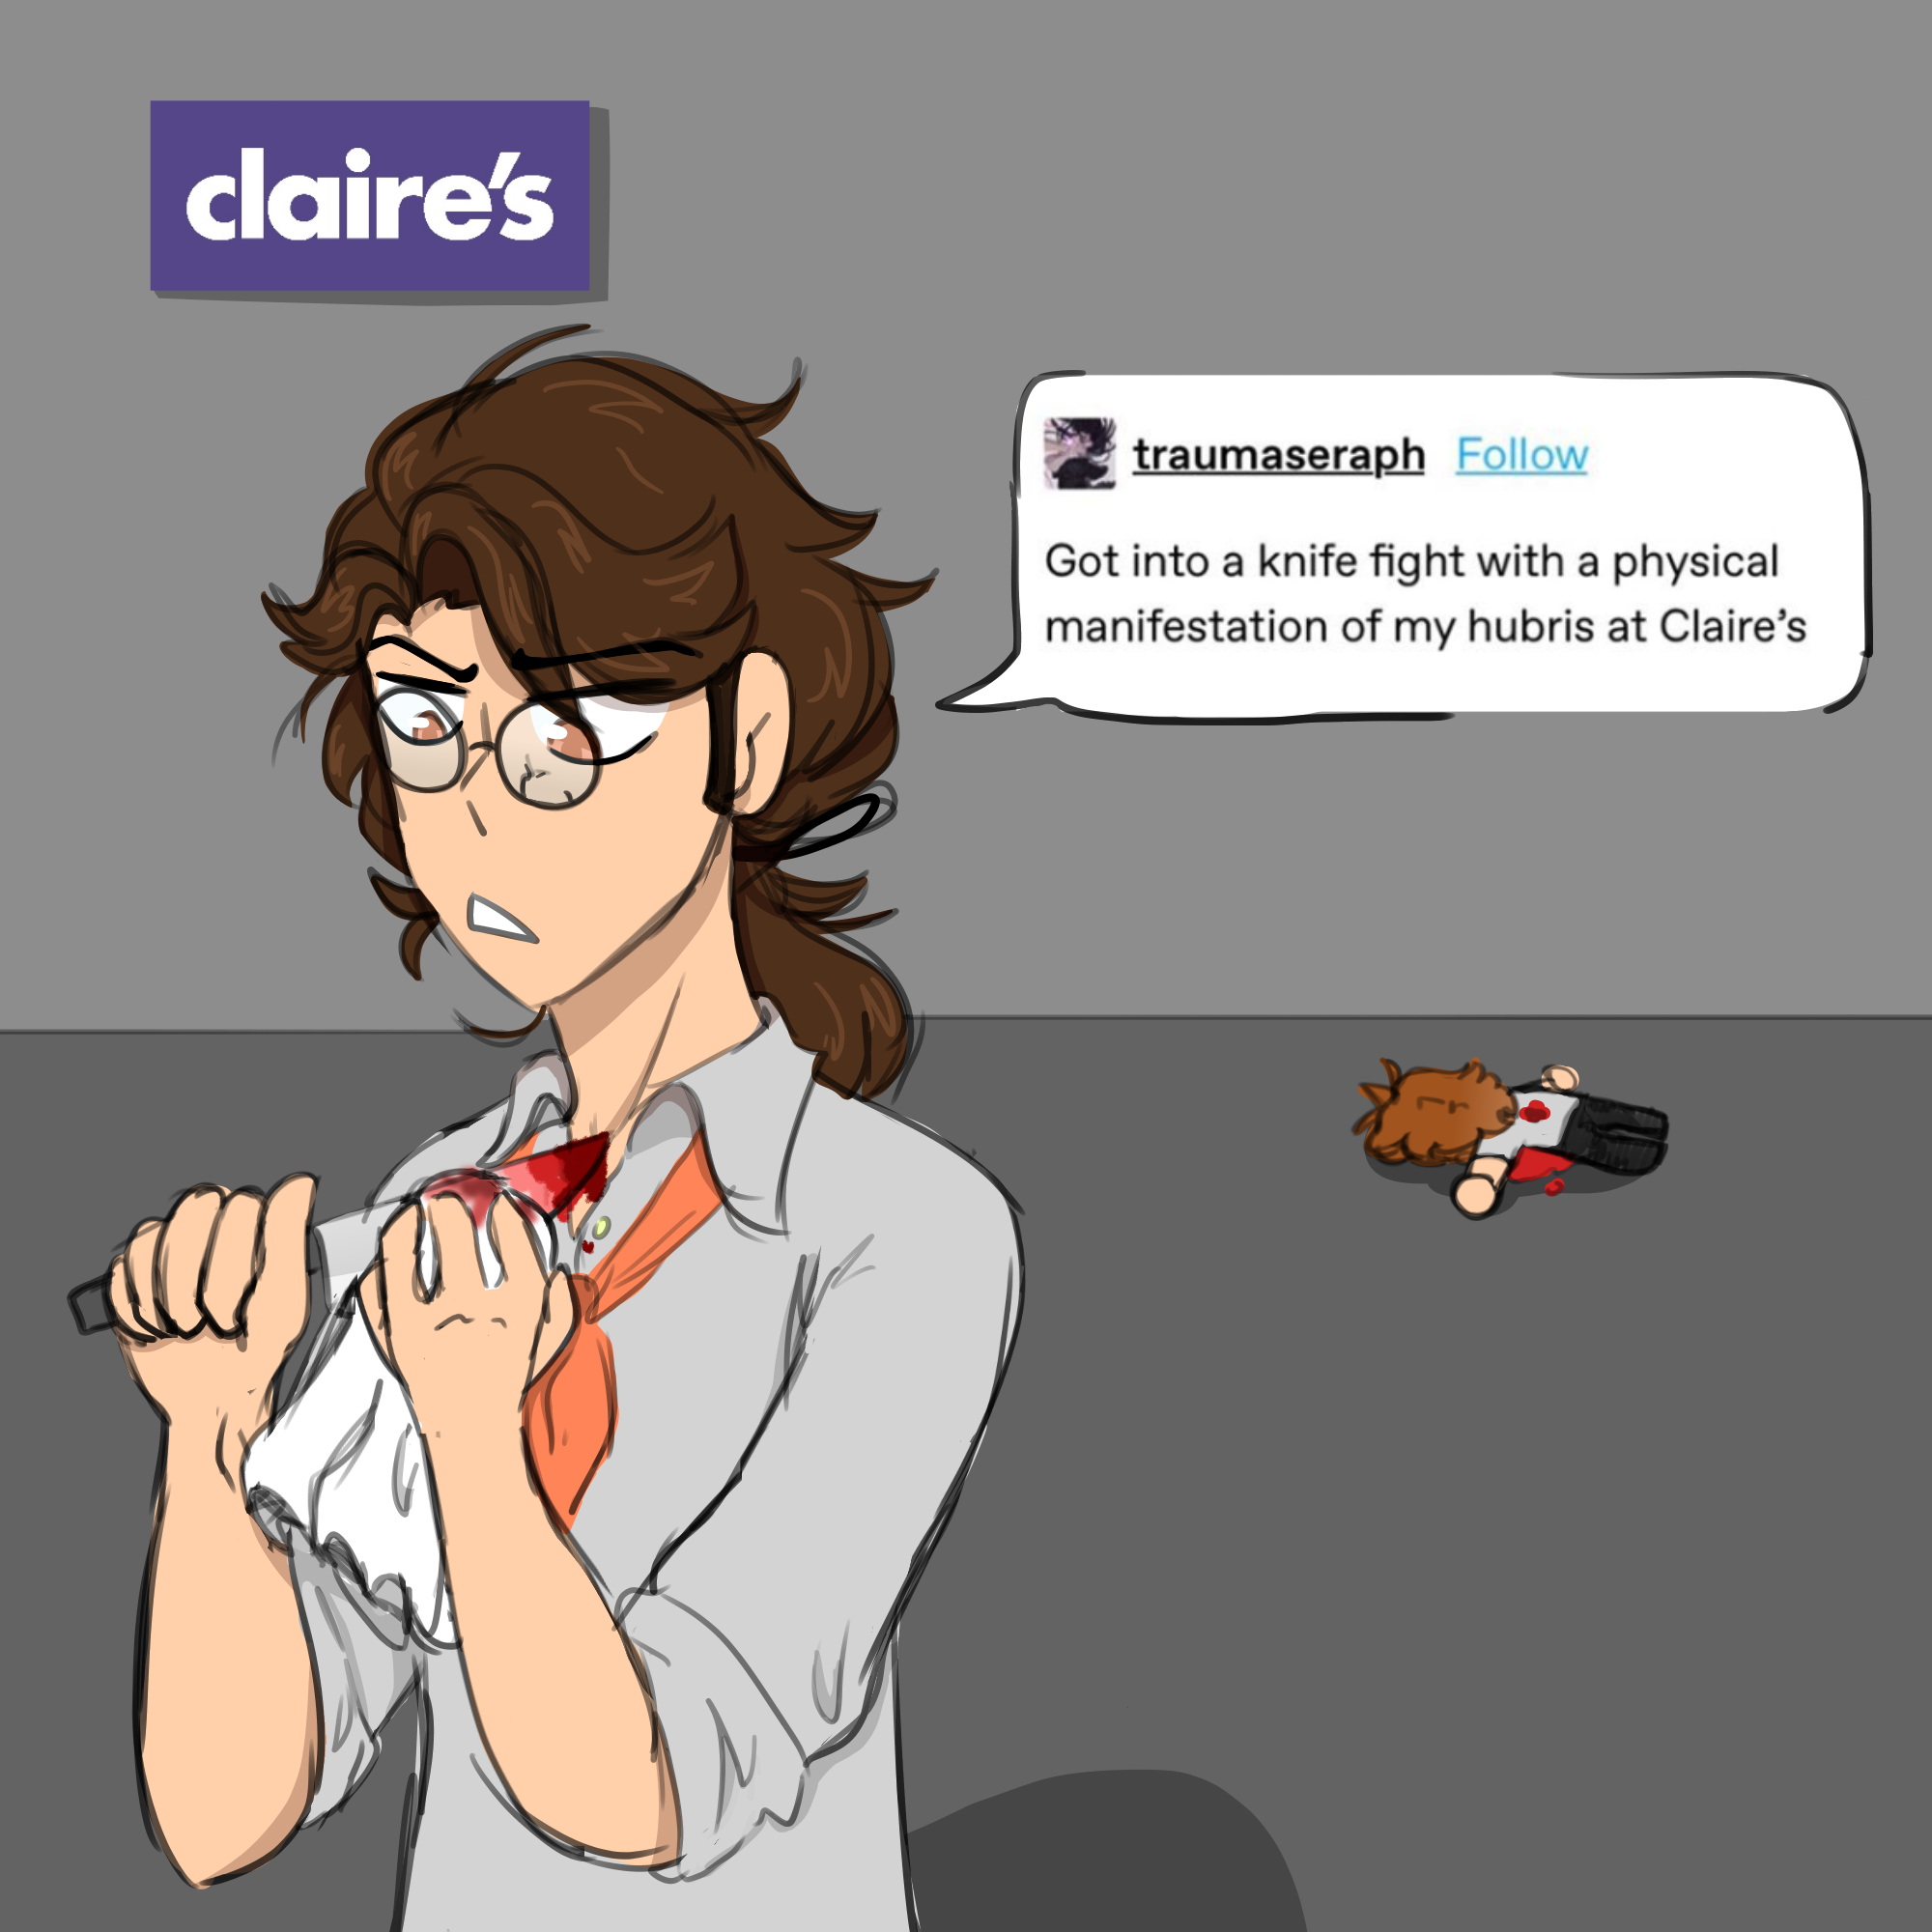 claire's
traumaseraph Follow
Got into a knife fight with a physical
manifestation of my hubris at Claire’s